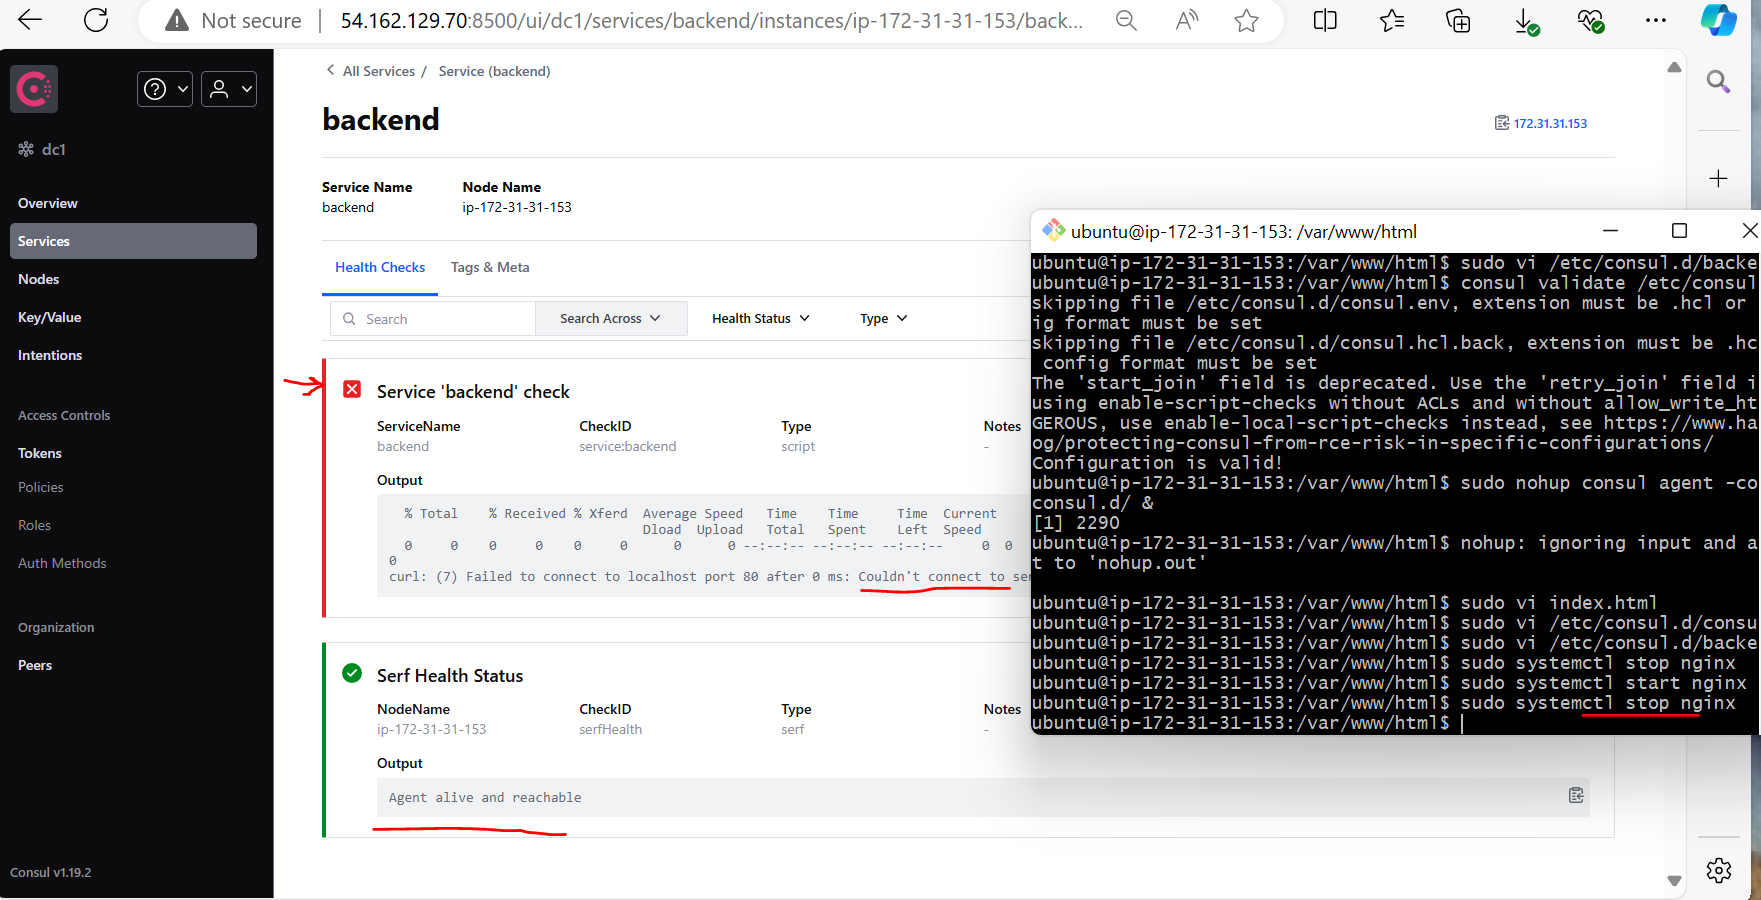 Not secure
54.162.129.70:8500/ui/dc1/services/backend/instances/ip-172-31-31-153/back...
dc1
Overview
Services
Nodes
Key/Value
Intentions
Access Controls
Tokens
Policies
Roles
Auth Methods
Organization
Peers
Consul v1.19.2
All Services / Service (backend)
backend
172.31.31.153
Service Name Node Name
backend ip-172-31-31-153
Health Checks Tags & Meta
Search Search Across Health Status Type
Service 'backend' check
ServiceName CheckID Type Notes
backend service:backend script -
Output
% Total % Received % Xferd Average Speed Time Time Time Current
Dload Upload Total Spent Left Speed
0 0 0 0 0 0 0 0 --:--:-- --:--:-- --:--:-- 0 0
0
curl: (7) Failed to connect to localhost port 80 after 0 ms: Couldn't connect to ser
Serf Health Status
NodeName CheckID Type Notes
ip-172-31-31-153 serfHealth serf -
Output
Agent alive and reachable
ubuntu@ip-172-31-31-153: /var/www/html
ubuntu@ip-172-31-31-153:/var/www/html$ sudo vi /etc/consul.d/backe
ubuntu@ip-172-31-31-153:/var/www/html$ consul validate /etc/consul
skipping file /etc/consul.d/consul.env, extension must be .hcl or
ig format must be set
skipping file /etc/consul.d/consul.hcl.back, extension must be .hc
config format must be set
The 'start_join' field is deprecated. Use the 'retry_join' field i
using enable-script-checks without ACLs and without allow_write_ht
GEROUS, use enable-local-script-checks instead, see https://www.ha
og/protecting-consul-from-rce-risk-in-specific-configurations/
Configuration is valid!
ubuntu@ip-172-31-31-153:/var/www/html$ sudo nohup consul agent -co
consul.d/ &
[1] 2290
ubuntu@ip-172-31-31-153:/var/www/html$ nohup: ignoring input and a
t to 'nohup.out'
ubuntu@ip-172-31-31-153:/var/www/html$ sudo vi index.html
ubuntu@ip-172-31-31-153:/var/www/html$ sudo vi /etc/consul.d/consu
ubuntu@ip-172-31-31-153:/var/www/html$ sudo vi /etc/consul.d/backe
ubuntu@ip-172-31-31-153:/var/www/html$ sudo systemctl stop nginx
ubuntu@ip-172-31-31-153:/var/www/html$ sudo systemctl start nginx
ubuntu@ip-172-31-31-153:/var/www/html$ sudo systemctl stop nginx
ubuntu@ip-172-31-31-153:/var/www/html$